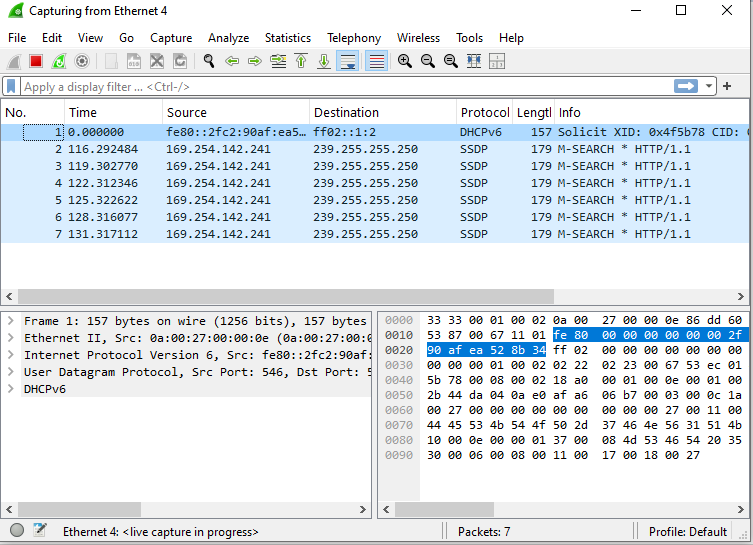 Capturing from Ethernet 4
File Edit View Go Capture Analyze Statistics Telephony Wireless Tools Help
Apply a display filter ... <Ctrl-/>
No. Time Source Destination Protocol Lengtl Info
1 0.000000 fe80::2fc2:90af:ea5… ff02::1:2 DHCPv6 157 Solicit XID: 0x4f5b78 CID:
2 116.292484 169.254.142.241 239.255.255.250 SSDP 179 M-SEARCH * HTTP/1.1
3 119.302770 169.254.142.241 239.255.255.250 SSDP 179 M-SEARCH * HTTP/1.1
4 122.312346 169.254.142.241 239.255.255.250 SSDP 179 M-SEARCH * HTTP/1.1
5 125.322622 169.254.142.241 239.255.255.250 SSDP 179 M-SEARCH * HTTP/1.1
6 128.316077 169.254.142.241 239.255.255.250 SSDP 179 M-SEARCH * HTTP/1.1
7 131.317112 169.254.142.241 239.255.255.250 SSDP 179 M-SEARCH * HTTP/1.1
Frame 1: 157 bytes on wire (1256 bits), 157 bytes
Ethernet II, Src: 0a:00:27:00:00:0e (0a:00:27:00:0
Internet Protocol Version 6, Src: fe80::2fc2:90af:
User Datagram Protocol, Src Port: 546, Dst Port: 5
DHCPv6
0000 33 33 00 01 00 02 0a 00 27 00 00 0e 86 dd 60
0010 53 87 00 67 11 01 fe 80 00 00 00 00 00 00 2f
0020 90 af ea 52 8b 34 ff 02 00 00 00 00 00 00 00
0030 00 00 00 01 00 02 02 22 02 23 00 67 53 ec 01
0040 5b 78 00 08 00 02 18 a0 00 01 00 0e 00 01 00
0050 2b 44 da 04 0a e0 af a6 06 b7 00 03 00 0c 1a
0060 00 27 00 00 00 00 00 00 00 00 00 27 00 11 00
0070 44 45 53 4b 54 4f 50 2d 37 46 4e 56 31 51 4b
0080 10 00 0e 00 00 01 37 00 08 4d 53 46 54 20 35
0090 30 00 06 00 08 00 11 00 17 00 18 00 27
Ethernet 4: <live capture in progress> Packets: 7 Profile: Default